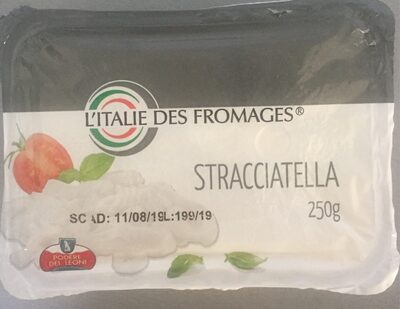 L'ITALIE DES FROMAGES®
STRACCIATELLA
250g
SCAD: 11/08/19L:199/19
PODERE
DEI LEONI